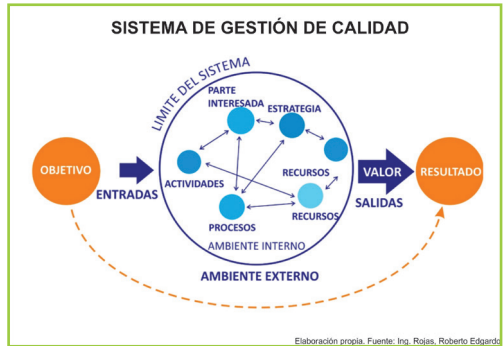 SISTEMA DE GESTIÓN DE CALIDAD
LIMITE DEL SISTEMA
PARTE
INTERESADA
ESTRATEGIA
OBJETIVO
ENTRADAS
ACTIVIDADES
RECURSOS
VALOR
RESULTADO
SALIDAS
RECURSOS
PROCESOS
AMBIENTE INTERNO
AMBIENTE EXTERNO
Elaboración propia. Fuente: Ing. Rojas, Roberto Edgardo